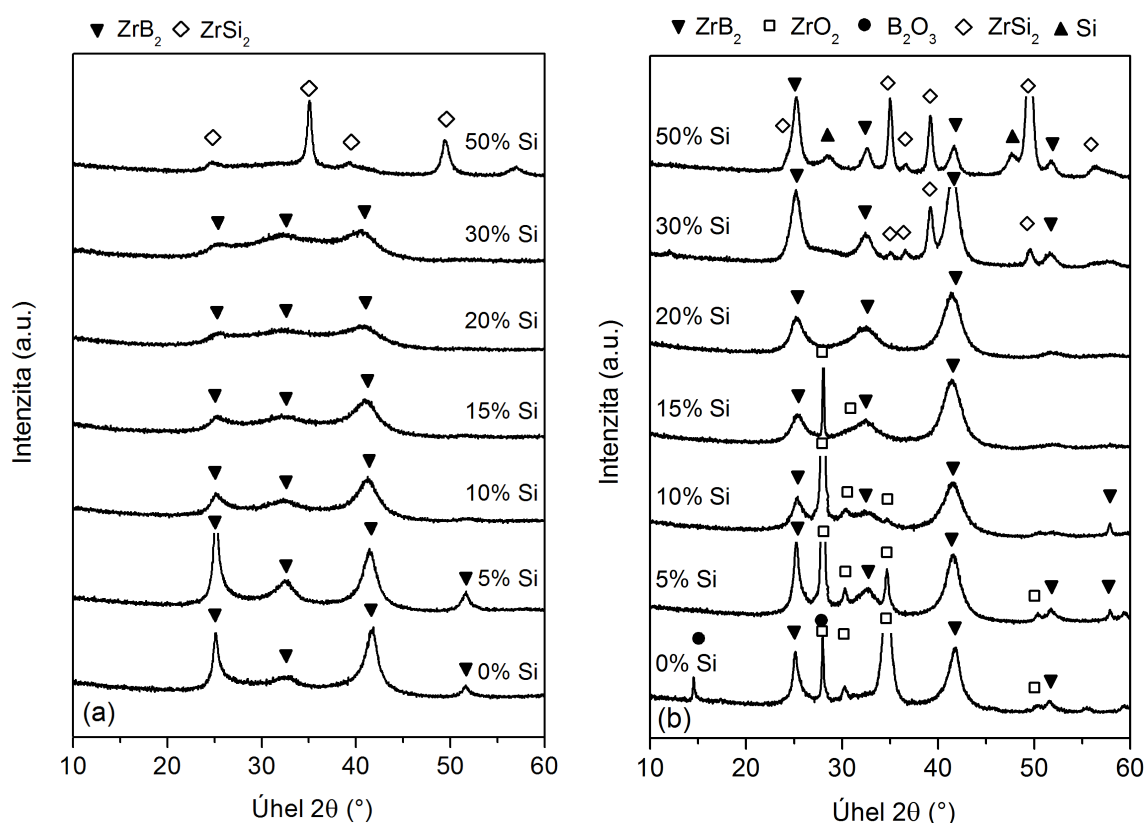 ZrB₂ ZrSi₂
50% Si
30% Si
20% Si
15% Si
10% Si
5% Si
0% Si
(a)
10 20 30 40 50 60
Úhel 2θ (°)
Intenzita (a.u.)
ZrB₂ ZrO₂ B₂O₃ ZrSi₂ Si
50% Si
30% Si
20% Si
15% Si
10% Si
5% Si
0% Si
(b)
10 20 30 40 50 60
Úhel 2θ (°)
Intenzita (a.u.)